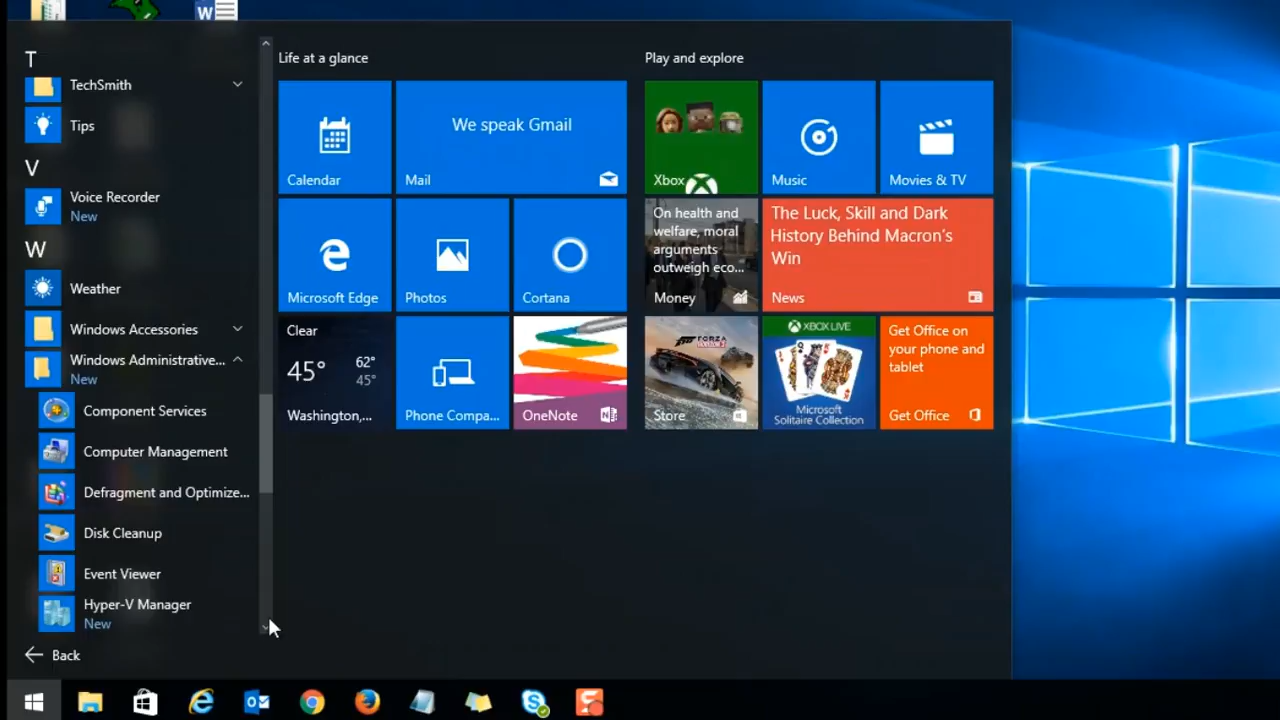 T
TechSmith
Tips
V
Voice Recorder
New
W
Weather
Windows Accessories
Windows Administrative...
New
Component Services
Computer Management
Defragment and Optimize...
Disk Cleanup
Event Viewer
Hyper-V Manager
New
Back
Life at a glance
Calendar
We speak Gmail
Mail
Microsoft Edge
Photos
Cortana
Clear
45° 62°
45°
Washington,...
Phone Compa...
OneNote
Play and explore
Xbox
Music
Movies & TV
On health and
welfare, moral
arguments
outweigh eco...
Money
The Luck, Skill and Dark
History Behind Macron's
Win
News
FORZA
HORIZON 3
Store
XBOX LIVE
Microsoft
Solitaire Collection
Get Office on
your phone and
tablet
Get Office